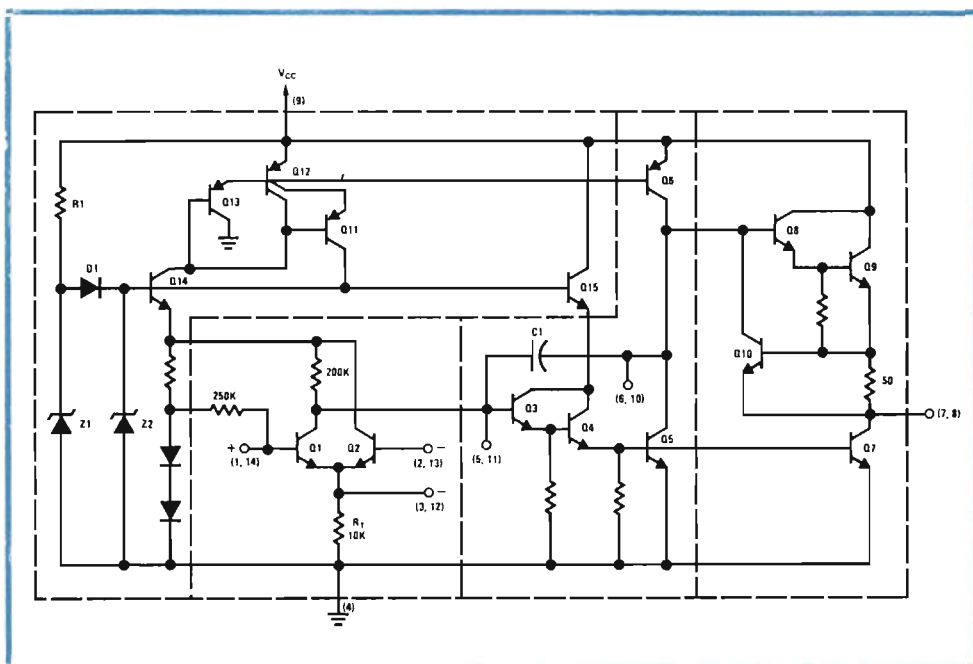 VCC
(9)
Q12
Q6
R1
Q13
Q11
Q8
D1
Q14
Q15
Q9
C1
Q10
200K
(6, 10)
50
250K
Q3
(7, 8)
Z1
Z2
Q4
+
Q1
Q2
−
Q5
Q7
(1, 14)
(2, 13)
(5, 11)
−
(3, 12)
RT
10K
(4)